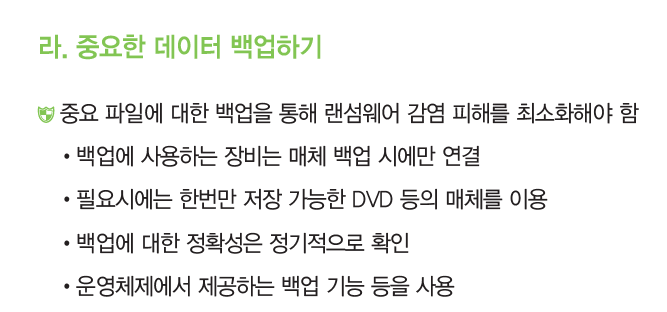 라. 중요한 데이터 백업하기
중요 파일에 대한 백업을 통해 랜섬웨어 감염 피해를 최소화해야 함
• 백업에 사용하는 장비는 매체 백업 시에만 연결
• 필요시에는 한번만 저장 가능한 DVD 등의 매체를 이용
• 백업에 대한 정확성은 정기적으로 확인
• 운영체제에서 제공하는 백업 기능 등을 사용